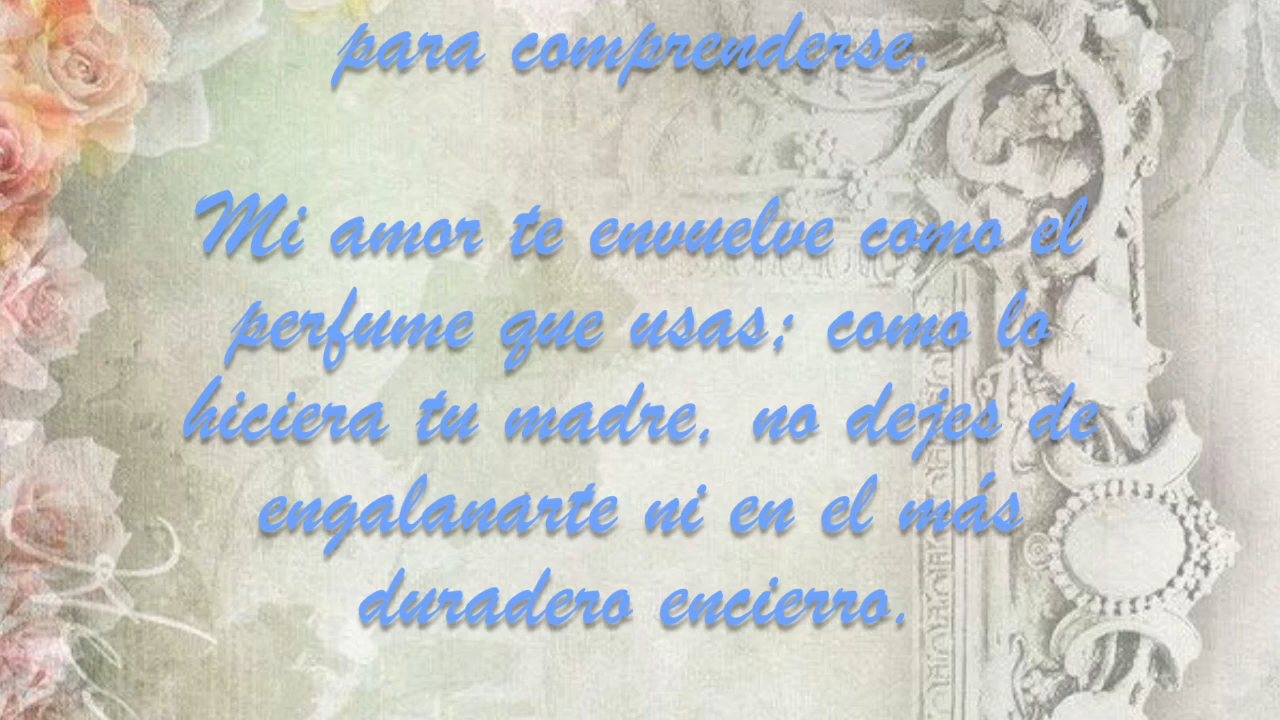 para comprenderse.
Mi amor te envuelve como el
perfume que usas; como lo
hiciera tu madre, no dejes de
engalanarte ni en el más
duradero encierro.